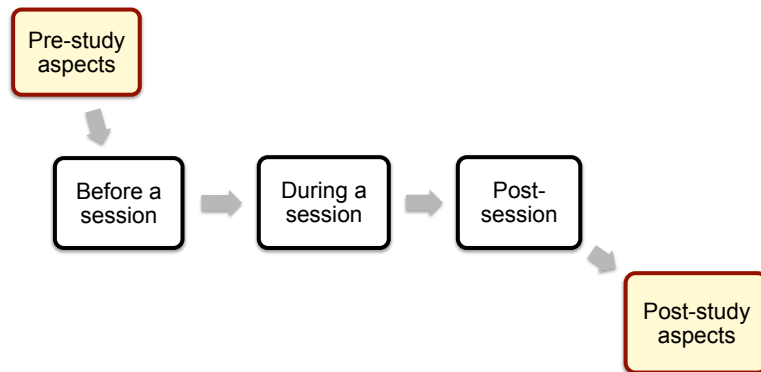 Pre-study
aspects
Before a
session
During a
session
Post-
session
Post-study
aspects